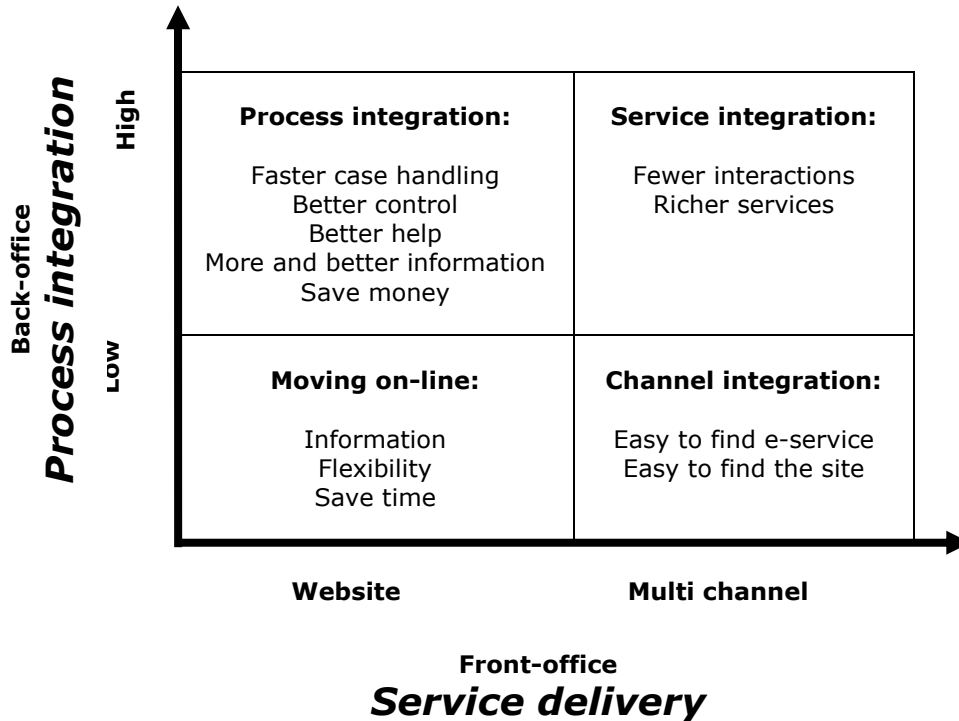 High
Process integration:
Faster case handling
Better control
Better help
More and better information
Save money
Service integration:
Fewer interactions
Richer services
Back-office
Process integration
Low
Moving on-line:
Information
Flexibility
Save time
Channel integration:
Easy to find e-service
Easy to find the site
Website
Multi channel
Front-office
Service delivery